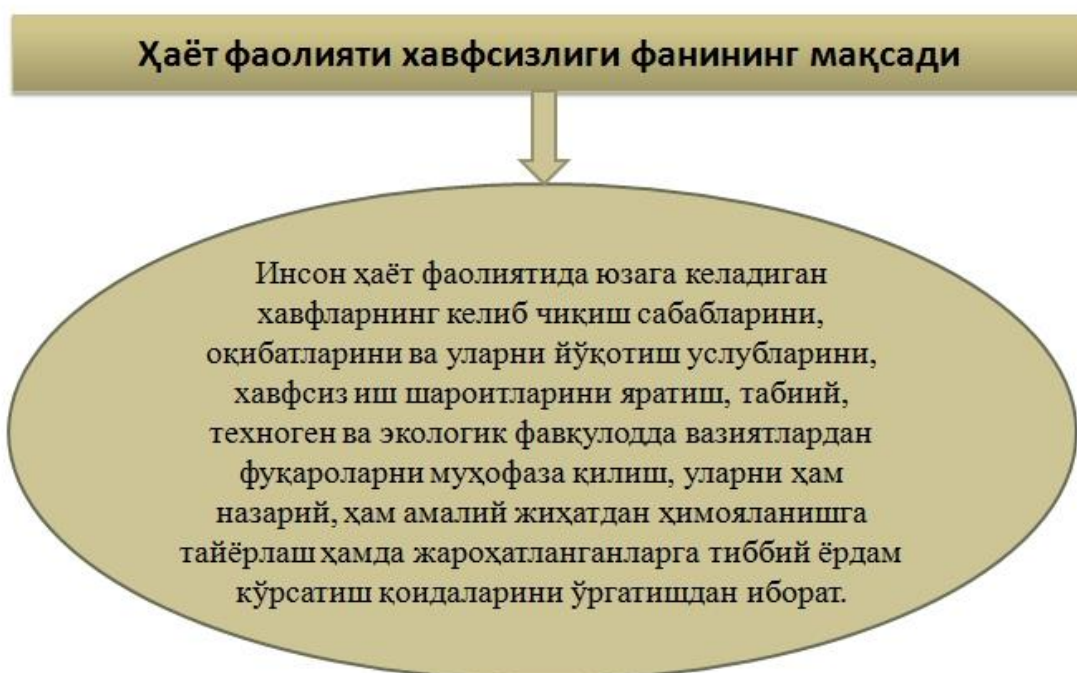 Ҳаёт фаолияти хавфсизлиги фанининг мақсади
Инсон ҳаёт фаолиятида юзага келадиган
хавфларнинг келиб чиқиш сабабларини,
оқибатларини ва уларни йўқотиш услубларини,
хавфсиз иш шароитларини яратиш, табиий,
техноген ва экологик фавқулодда вазиятлардан
фуқароларни муҳофаза қилиш, уларни ҳам
назарий, ҳам амалий жиҳатдан ҳимояланишга
тайёрлаш ҳамда жароҳатланганларга тиббий ёрдам
кўрсатиш қоидаларини ўргатишдан иборат.